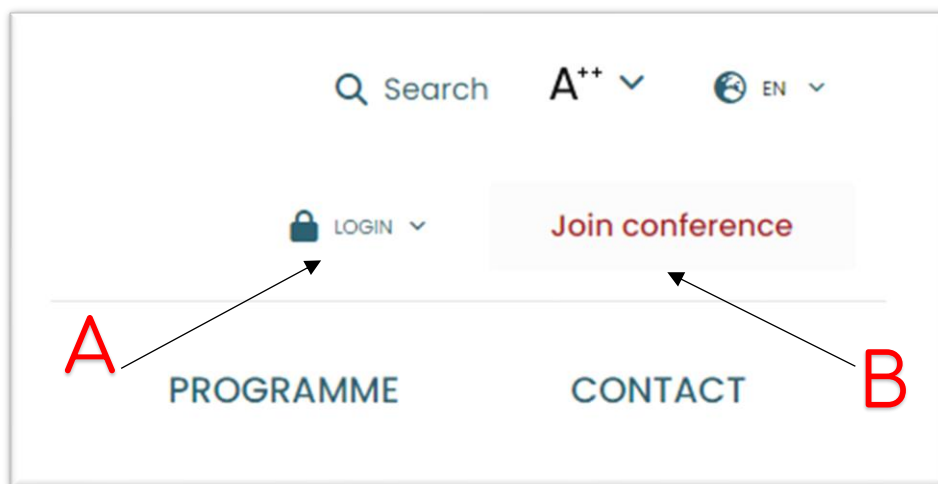 Search A++ EN
LOGIN Join conference
A
PROGRAMME CONTACT
B